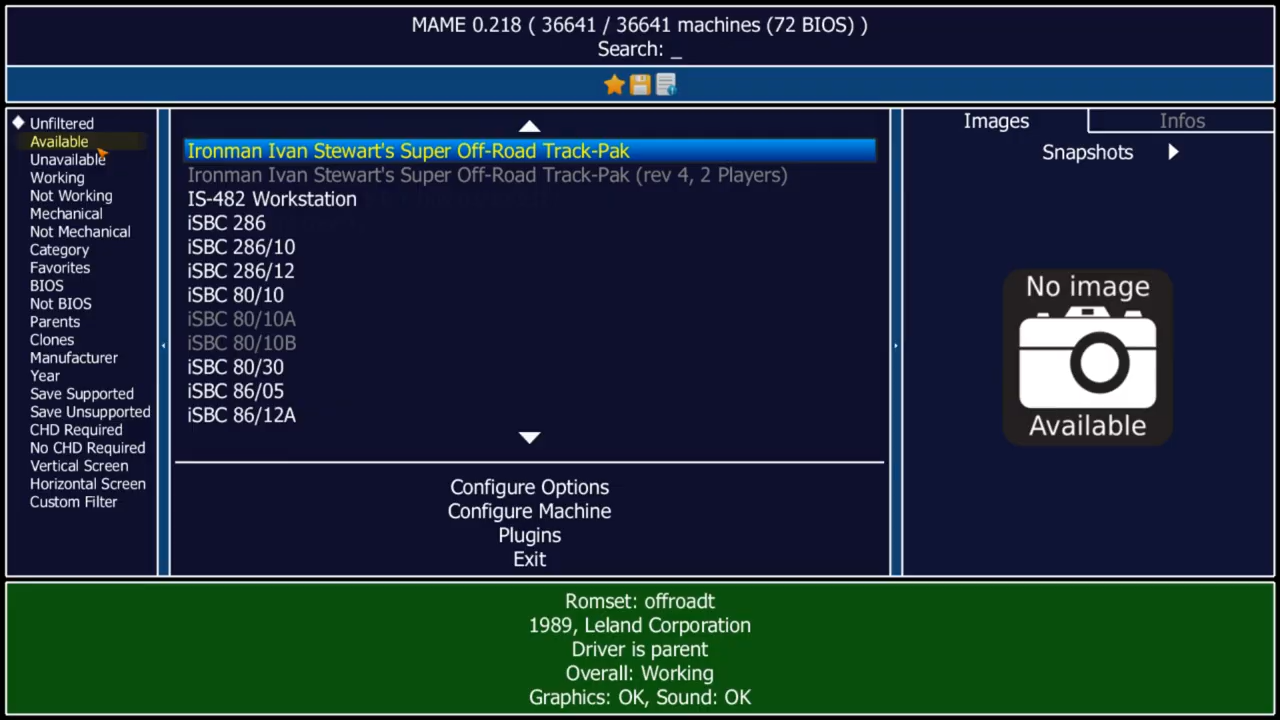 MAME 0.218 ( 36641 / 36641 machines (72 BIOS) )
Search: _
Unfiltered
Available
Unavailable
Working
Not Working
Mechanical
Not Mechanical
Category
Favorites
BIOS
Not BIOS
Parents
Clones
Manufacturer
Year
Save Supported
Save Unsupported
CHD Required
No CHD Required
Vertical Screen
Horizontal Screen
Custom Filter
Ironman Ivan Stewart's Super Off-Road Track-Pak
Ironman Ivan Stewart's Super Off-Road Track-Pak (rev 4, 2 Players)
IS-482 Workstation
iSBC 286
iSBC 286/10
iSBC 286/12
iSBC 80/10
iSBC 80/10A
iSBC 80/10B
iSBC 80/30
iSBC 86/05
iSBC 86/12A
Configure Options
Configure Machine
Plugins
Exit
Images
Infos
Snapshots
No image
Available
Romset: offroadt
1989, Leland Corporation
Driver is parent
Overall: Working
Graphics: OK, Sound: OK